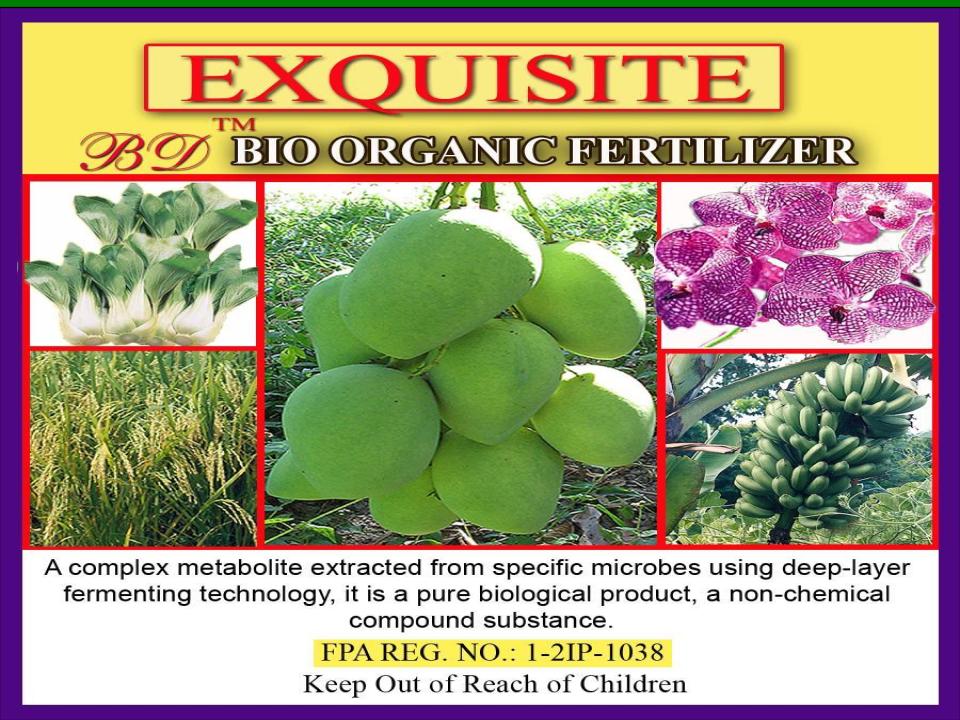 EXQUISITE
BD™ BIO ORGANIC FERTILIZER
A complex metabolite extracted from specific microbes using deep-layer
fermenting technology, it is a pure biological product, a non-chemical
compound substance.
FPA REG. NO.: 1-2IP-1038
Keep Out of Reach of Children